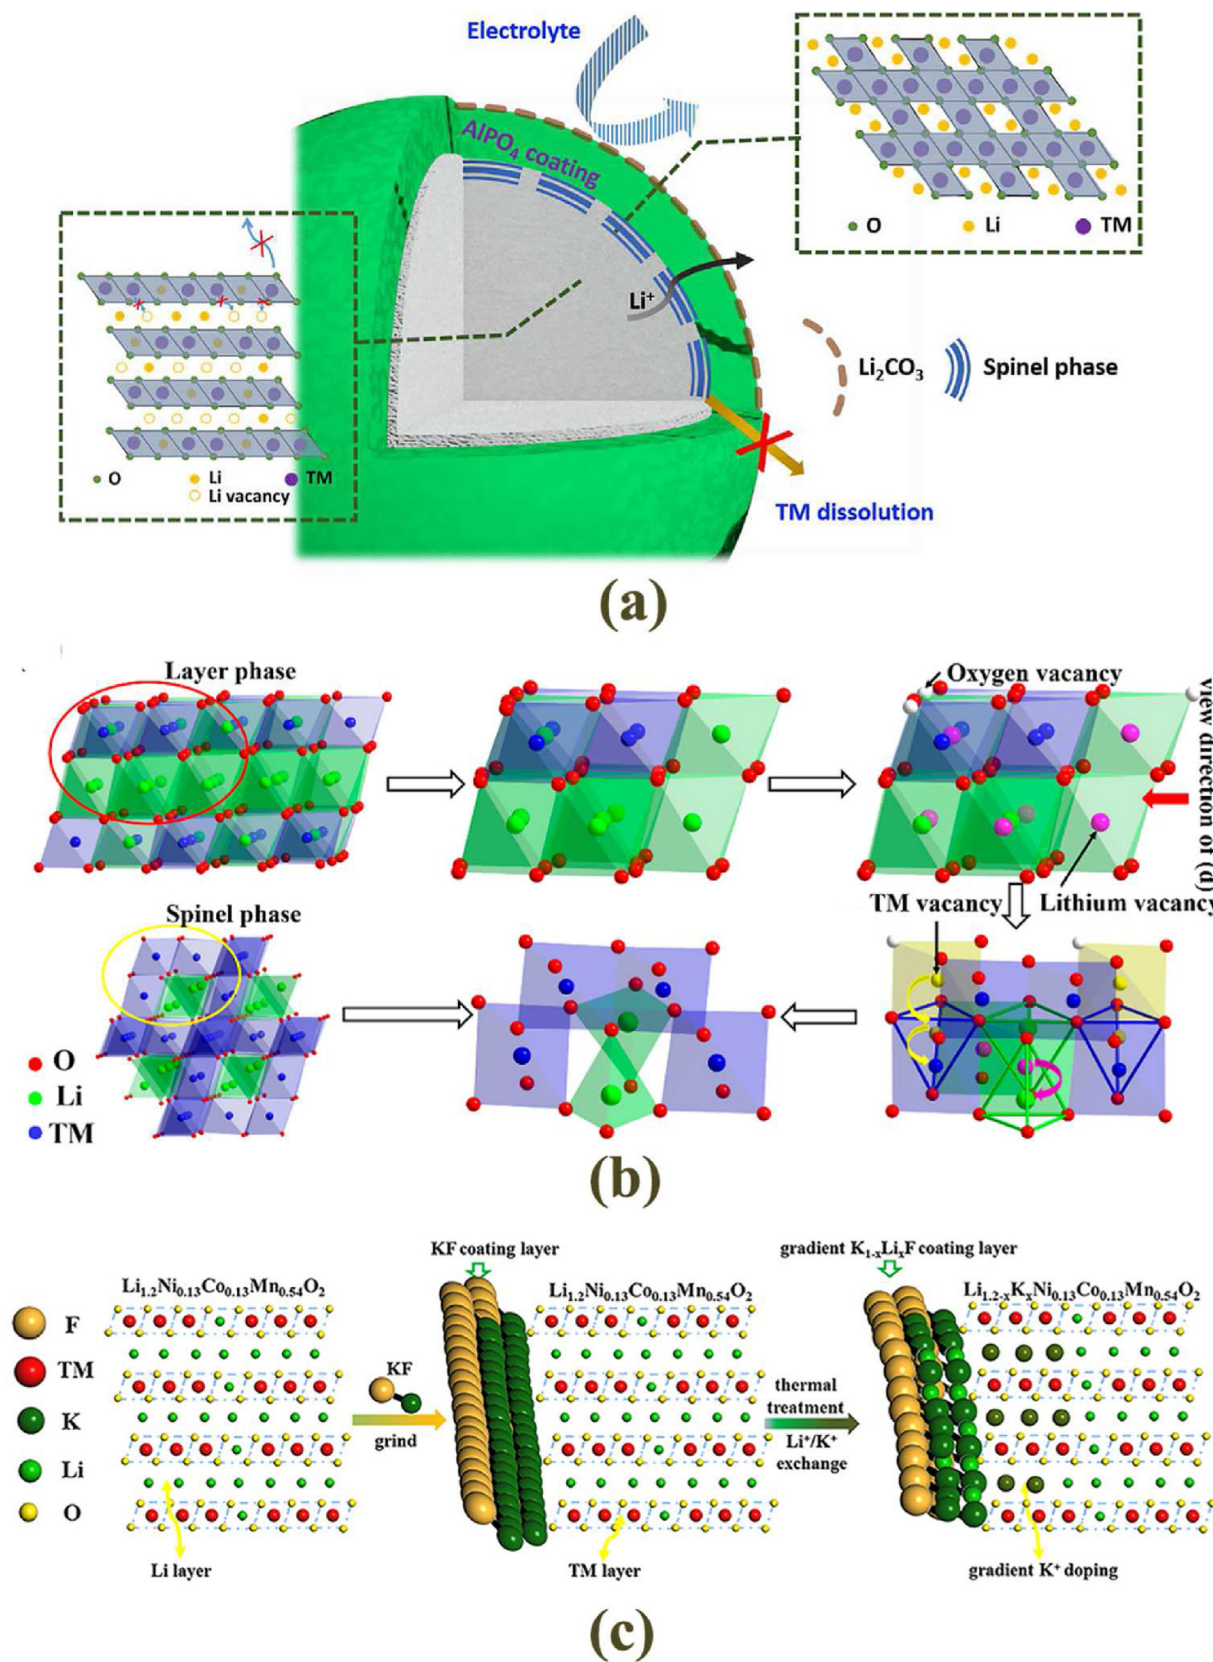 Electrolyte
AlPO₄ coating
O Li TM
Li⁺
Li₂CO₃
Spinel phase
O Li TM
Li vacancy
TM dissolution
(a)
Layer phase
Oxygen vacancy
view direction of (d)
TM vacancy
Lithium vacancy
Spinel phase
O
Li
TM
(b)
KF coating layer
gradient K₁₋ₓLiₓF coating layer
Li₁.₂Ni₀.₁₃Co₀.₁₃Mn₀.₅₄O₂
Li₁.₂Ni₀.₁₃Co₀.₁₃Mn₀.₅₄O₂
Li₁.₂₋ₓKₓNi₀.₁₃Co₀.₁₃Mn₀.₅₄O₂
F
TM
K
Li
O
KF
grind
thermal
treatment
Li⁺/K⁺
exchange
Li layer
TM layer
gradient K⁺ doping
(c)